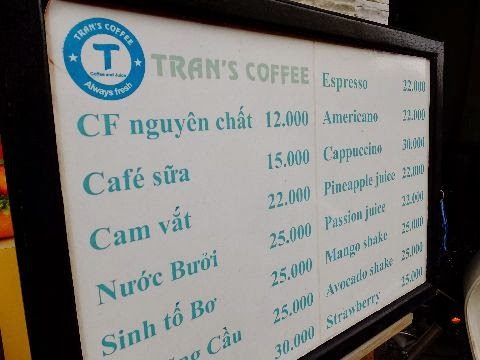 TRAN'S COFFEE
T
Coffee and Juice
Always fresh
TRAN'S COFFEE
CF nguyên chất 12.000
Café sữa 15.000
Cam vắt 22.000
Nước Bưởi 25.000
Sinh tố Bơ 25.000
Cầu 25.000
30.000
Espresso 22.000
Americano 22.000
Cappuccino 30.000
Pineapple juice 22.000
Passion juice 22.000
Mango shake 25.000
Avocado shake 25.000
Strawberry 25.000